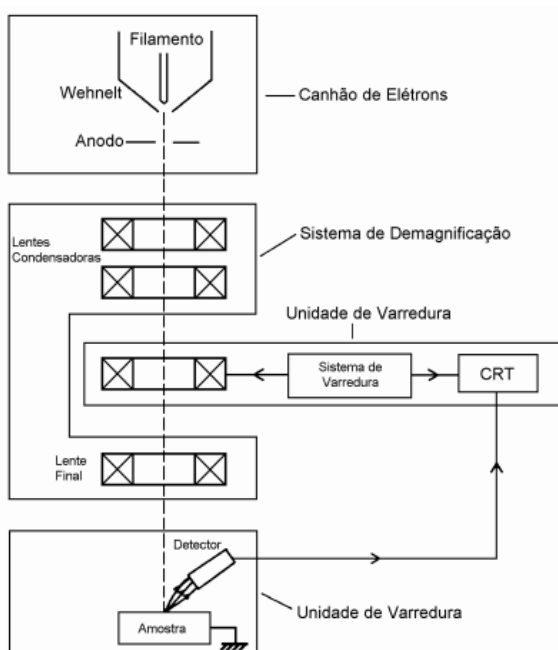 Filamento
Wehnelt
Canhão de Elétrons
Anodo
Lentes
Condensadoras
Sistema de Demagnificação
Unidade de Varredura
Sistema de
Varredura
CRT
Lente
Final
Detector
Unidade de Varredura
Amostra